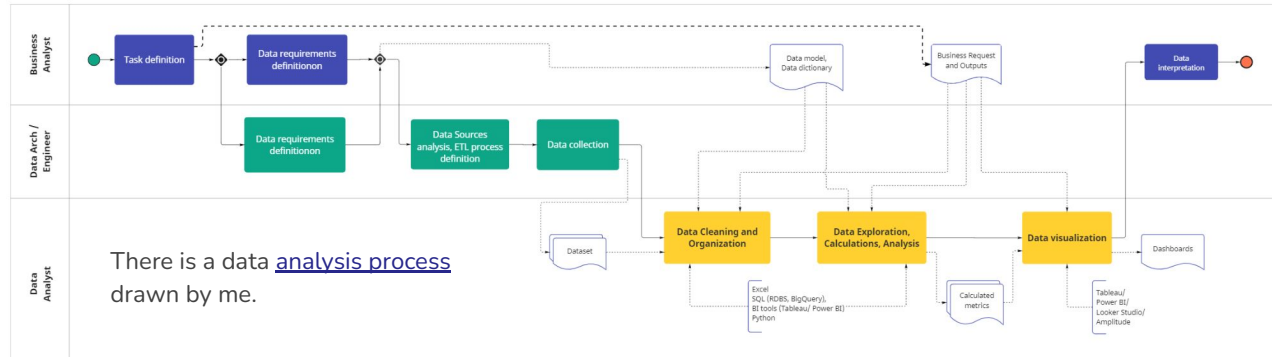 Business
Analyst
Task definition
Data requirements
definitionon
Data model,
Data dictionary
Business Request
and Outputs
Data
interpretation
Data Arch /
Engineer
Data requirements
definitionon
Data Sources
analysis, ETL process
definition
Data collection
Data
Analyst
There is a data analysis process
drawn by me.
Dataset
Data Cleaning and
Organization
Data Exploration,
Calculations, Analysis
Data visualization
Dashboards
Excel
SQL (RDBS, BigQuery),
BI tools (Tableau/ Power BI)
Python
Calculated
metrics
Tableau/
Power BI/
Looker Studio/
Amplitude